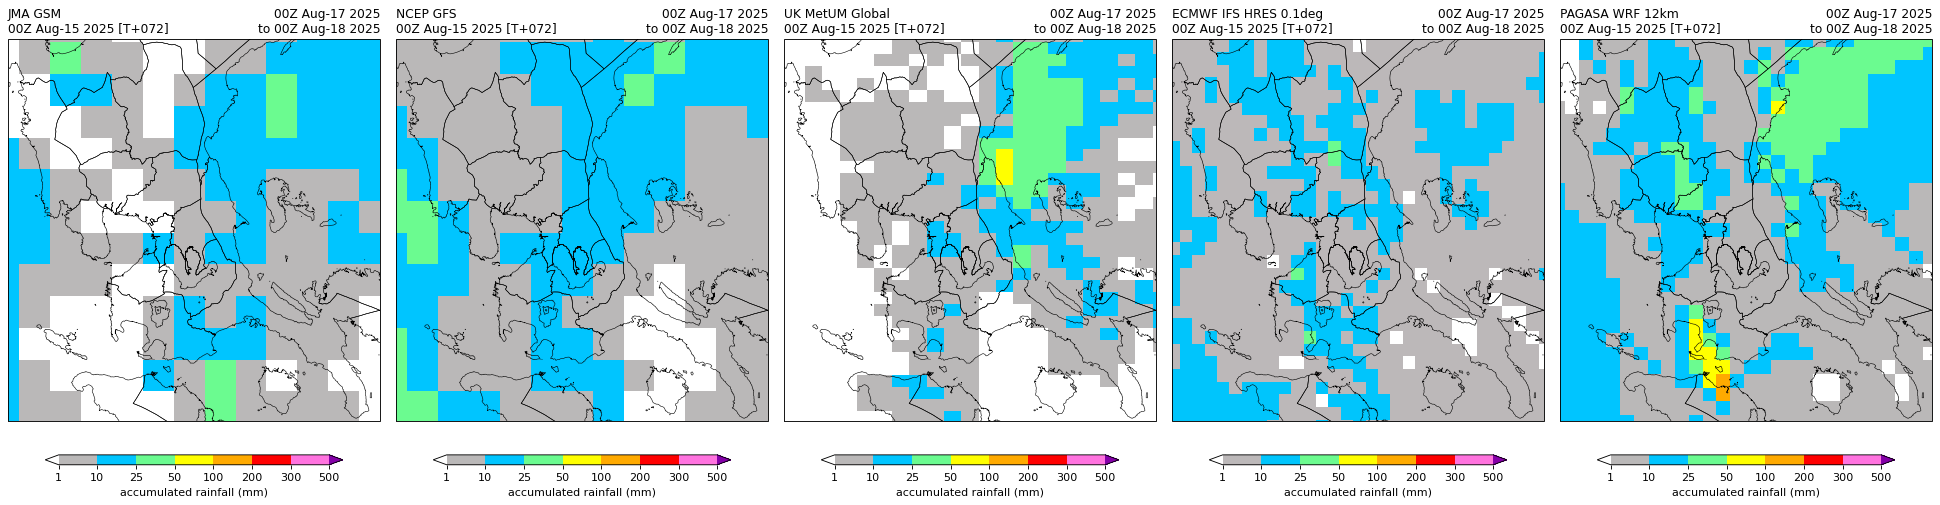 JMA GSM 00Z Aug-17 2025
00Z Aug-15 2025 [T+072] to 00Z Aug-18 2025
1 10 25 50 100 200 300 500
accumulated rainfall (mm)
NCEP GFS 00Z Aug-17 2025
00Z Aug-15 2025 [T+072] to 00Z Aug-18 2025
1 10 25 50 100 200 300 500
accumulated rainfall (mm)
UK MetUM Global 00Z Aug-17 2025
00Z Aug-15 2025 [T+072] to 00Z Aug-18 2025
1 10 25 50 100 200 300 500
accumulated rainfall (mm)
ECMWF IFS HRES 0.1deg 00Z Aug-17 2025
00Z Aug-15 2025 [T+072] to 00Z Aug-18 2025
1 10 25 50 100 200 300 500
accumulated rainfall (mm)
PAGASA WRF 12km 00Z Aug-17 2025
00Z Aug-15 2025 [T+072] to 00Z Aug-18 2025
1 10 25 50 100 200 300 500
accumulated rainfall (mm)